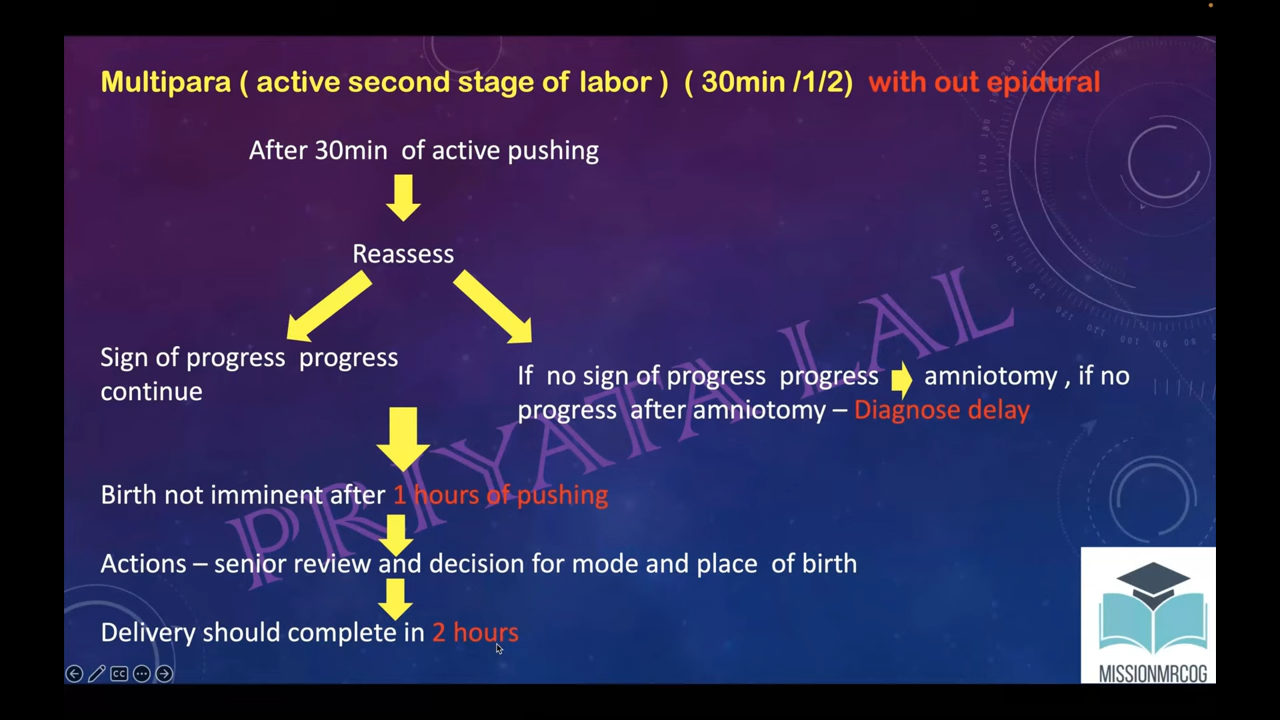 Multipara ( active second stage of labor ) ( 30min /1/2) with out epidural
After 30min of active pushing
Reassess
Sign of progress progress
continue
If no sign of progress progress amniotomy , if no
progress after amniotomy – Diagnose delay
Birth not imminent after 1 hours of pushing
Actions – senior review and decision for mode and place of birth
Delivery should complete in 2 hours
PRIYATA LAL
CC
MISSIONMRCOG